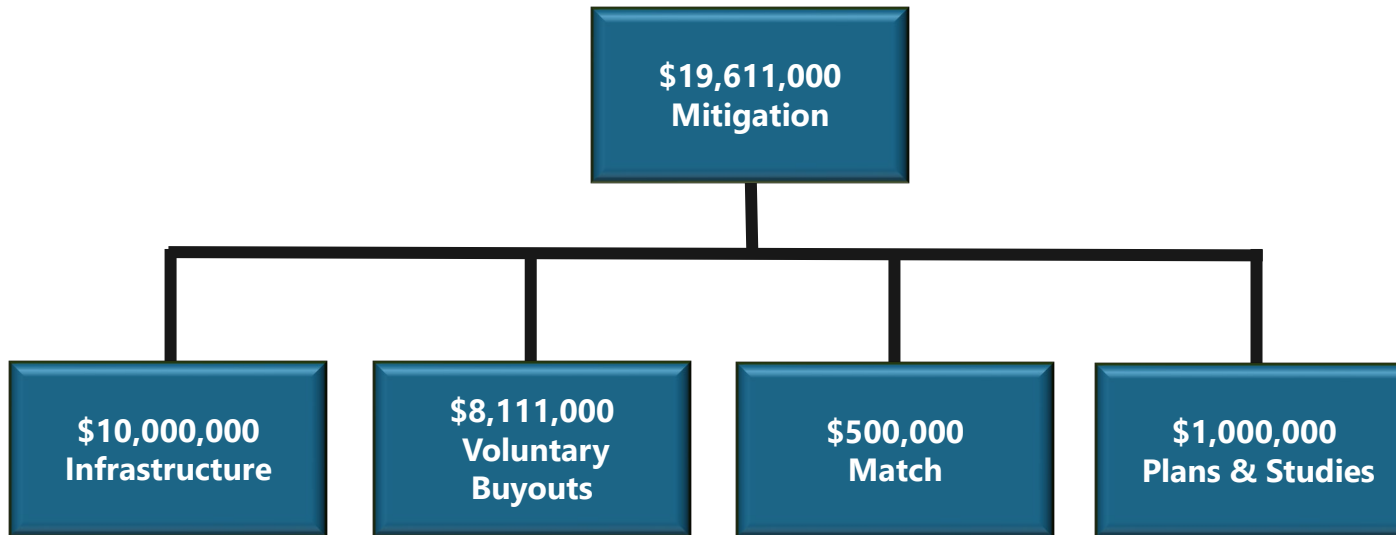 $19,611,000
Mitigation
$10,000,000
Infrastructure
$8,111,000
Voluntary
Buyouts
$500,000
Match
$1,000,000
Plans & Studies